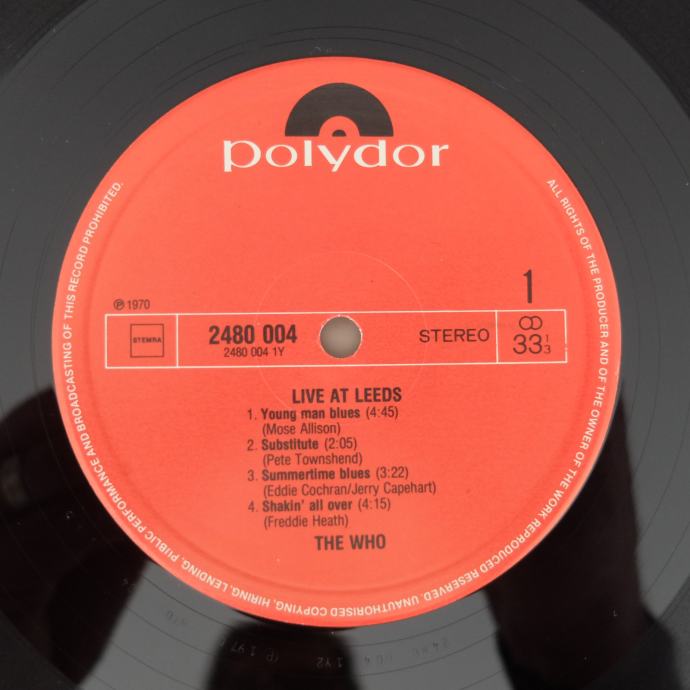 polydor
℗ 1970
1
STEMRA
2480 004
2480 004 1Y
STEREO
33 1/3
LIVE AT LEEDS
1. Young man blues (4:45)
(Mose Allison)
2. Substitute (2:05)
(Pete Townshend)
3. Summertime blues (3:22)
(Eddie Cochran/Jerry Capehart)
4. Shakin' all over (4:15)
(Freddie Heath)
THE WHO
ALL RIGHTS OF THE PRODUCER AND OF THE OWNER OF THE WORK REPRODUCED RESERVED. UNAUTHORISED COPYING, HIRING, LENDING, PUBLIC PERFORMANCE AND BROADCASTING OF THIS RECORD PROHIBITED.